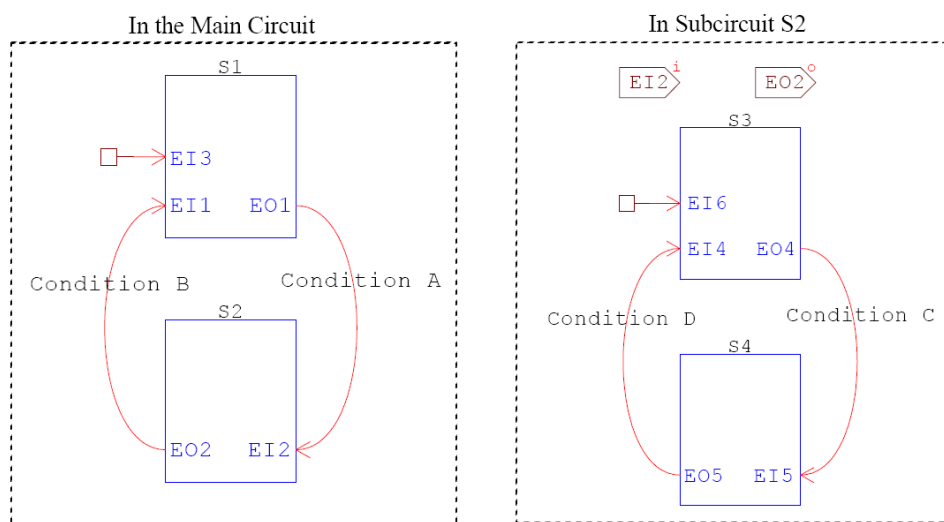 In the Main Circuit
S1
EI3
EI1 EO1
Condition B
Condition A
S2
EO2 EI2
In Subcircuit S2
EI2 i
EO2 o
S3
EI6
EI4 EO4
Condition D
Condition C
S4
EO5 EI5